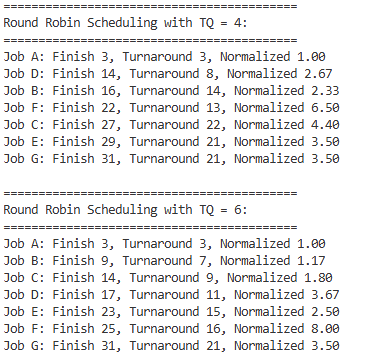 ==========================================
Round Robin Scheduling with TQ = 4:
==========================================
Job A: Finish 3, Turnaround 3, Normalized 1.00
Job D: Finish 14, Turnaround 8, Normalized 2.67
Job B: Finish 16, Turnaround 14, Normalized 2.33
Job F: Finish 22, Turnaround 13, Normalized 6.50
Job C: Finish 27, Turnaround 22, Normalized 4.40
Job E: Finish 29, Turnaround 21, Normalized 3.50
Job G: Finish 31, Turnaround 21, Normalized 3.50
==========================================
Round Robin Scheduling with TQ = 6:
==========================================
Job A: Finish 3, Turnaround 3, Normalized 1.00
Job B: Finish 9, Turnaround 7, Normalized 1.17
Job C: Finish 14, Turnaround 9, Normalized 1.80
Job D: Finish 17, Turnaround 11, Normalized 3.67
Job E: Finish 23, Turnaround 15, Normalized 2.50
Job F: Finish 25, Turnaround 16, Normalized 8.00
Job G: Finish 31, Turnaround 21, Normalized 3.50